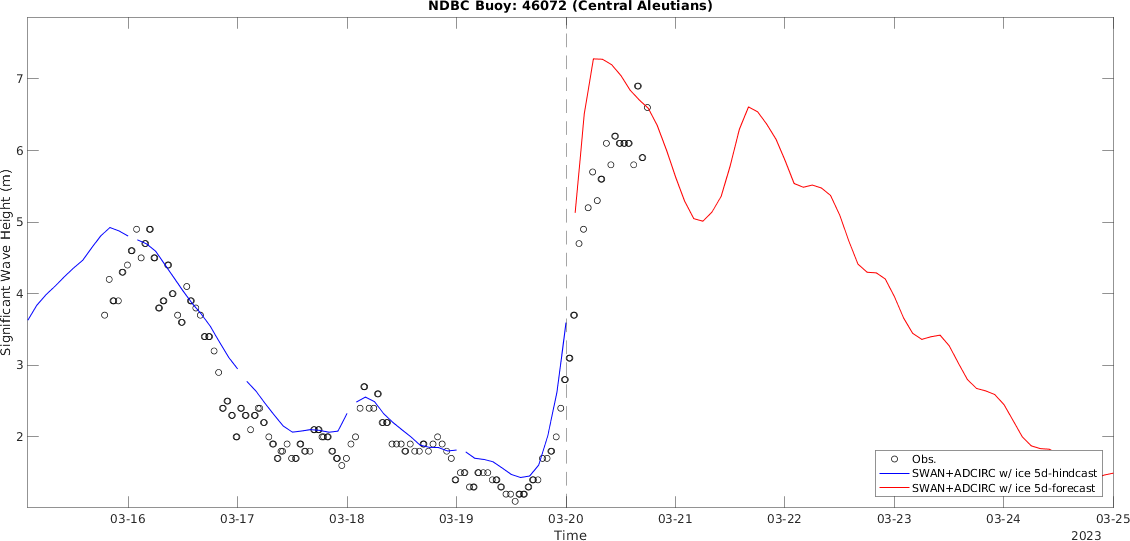 NDBC Buoy: 46072 (Central Aleutians)
Significant Wave Height (m)
7
6
5
4
3
2
Obs.
SWAN+ADCIRC w/ ice 5d-hindcast
SWAN+ADCIRC w/ ice 5d-forecast
03-16
03-17
03-18
03-19
03-20
03-21
03-22
03-23
03-24
03-25
Time
2023